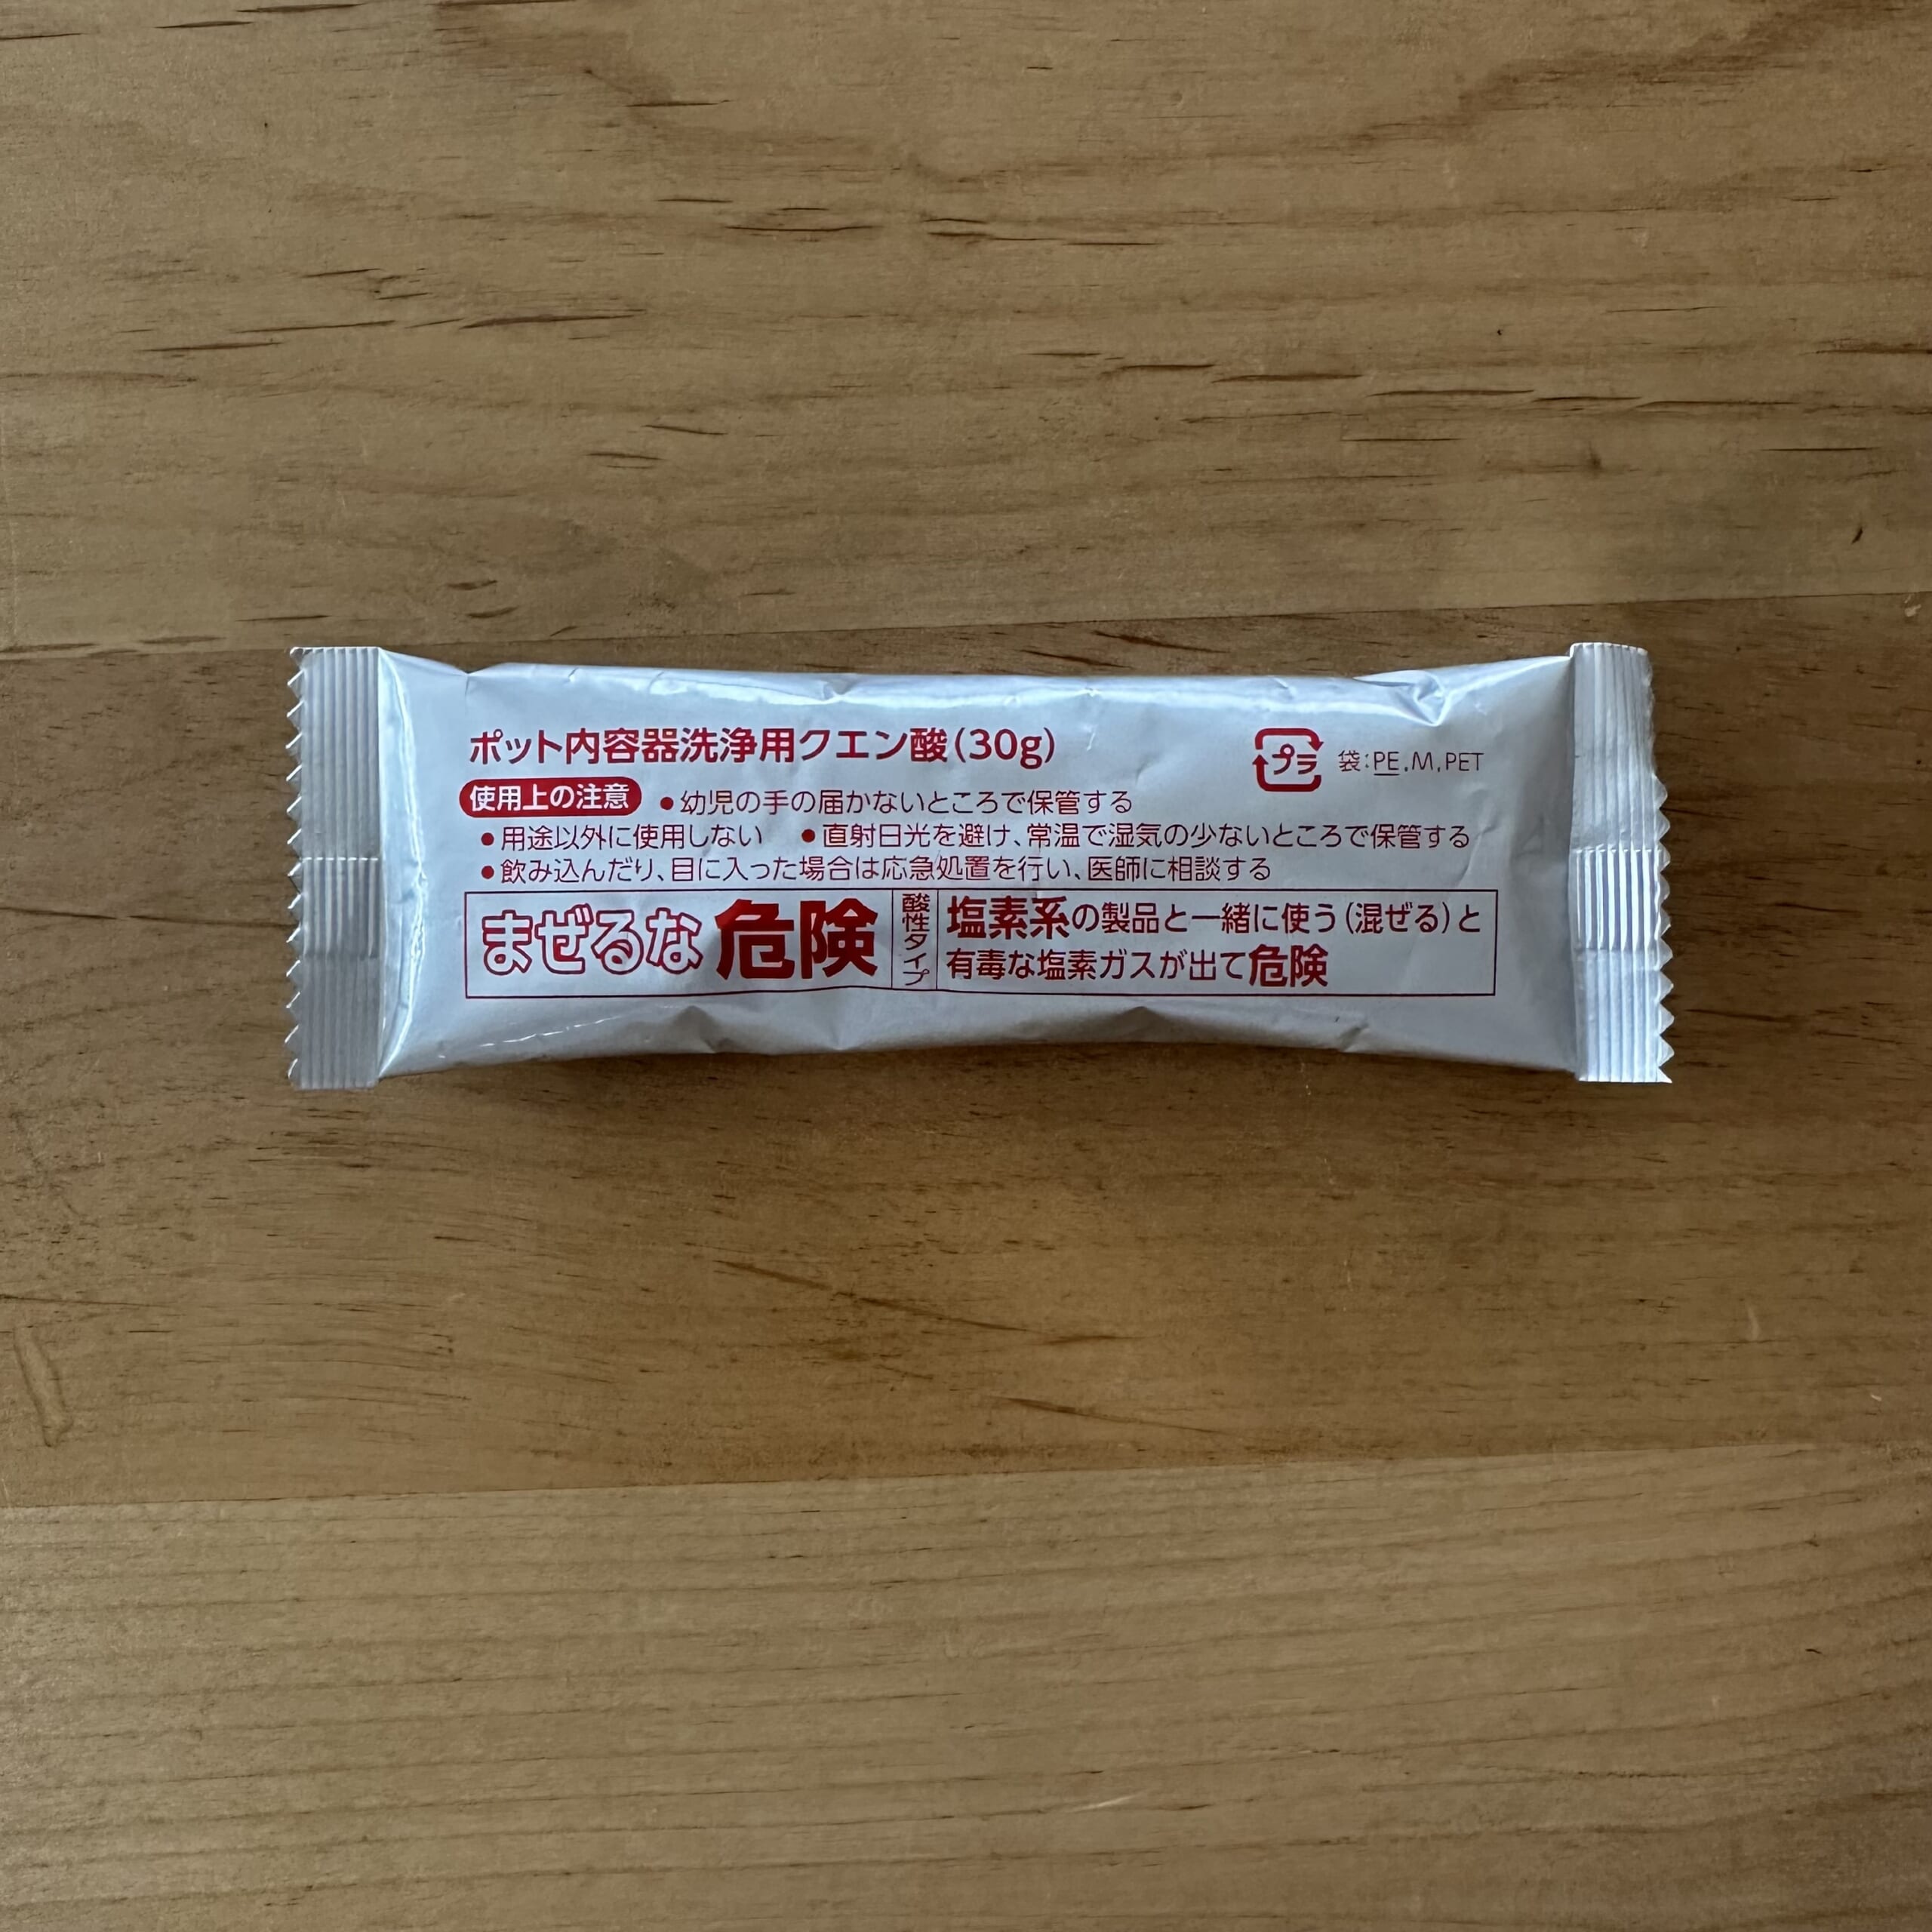 ポット内容器洗浄用クエン酸(30g)
プラ 袋:PE,M,PET
使用上の注意 ●幼児の手の届かないところで保管する
●用途以外に使用しない ●直射日光を避け、常温で湿気の少ないところで保管する
●飲み込んだり、目に入った場合は応急処置を行い、医師に相談する
まぜるな危険
酸性タイプ
塩素系の製品と一緒に使う(混ぜる)と
有毒な塩素ガスが出て危険